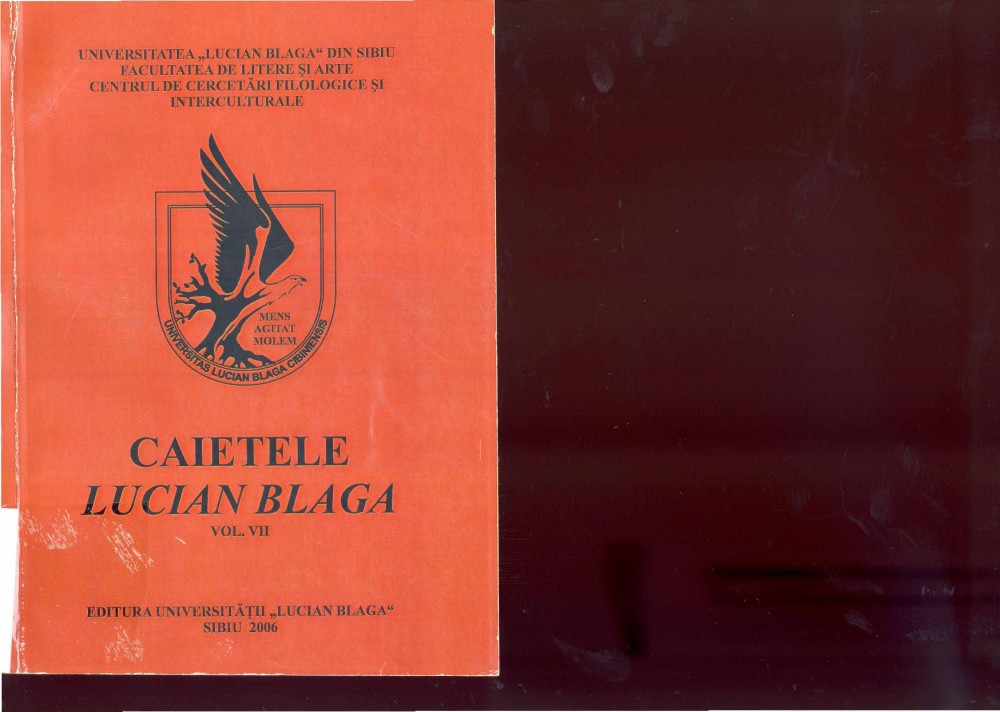 UNIVERSITATEA „LUCIAN BLAGA“ DIN SIBIU
FACULTATEA DE LITERE ŞI ARTE
CENTRUL DE CERCETĂRI FILOLOGICE ŞI
INTERCULTURALE
MENS
AGITAT
MOLEM
UNIVERSITAS LUCIAN BLAGA CIBINIENSIS
CAIETELE
LUCIAN BLAGA
VOL. VII
EDITURA UNIVERSITĂŢII „LUCIAN BLAGA“
SIBIU 2006